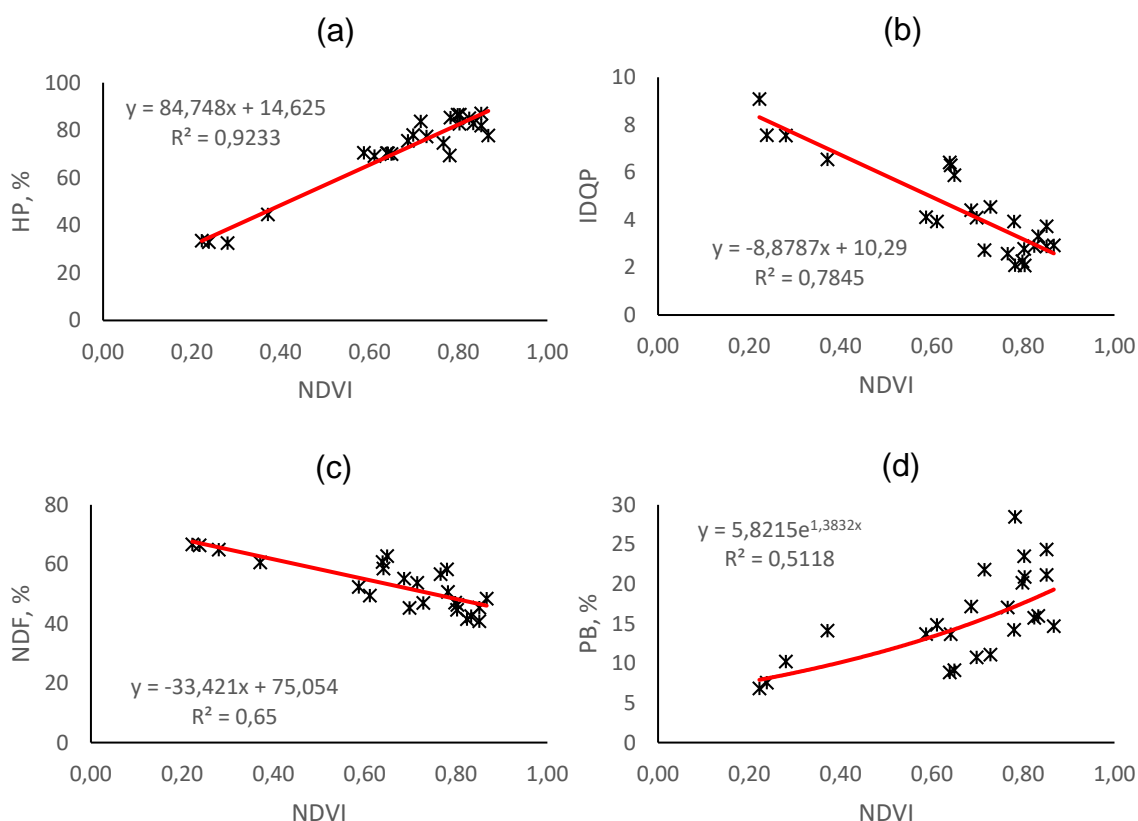 (a)
HP, %
100
80
60
40
20
0
y = 84,748x + 14,625
R² = 0,9233
0,00 0,20 0,40 0,60 0,80 1,00
NDVI
(b)
IDQP
10
8
6
4
2
0
y = -8,8787x + 10,29
R² = 0,7845
0,00 0,20 0,40 0,60 0,80 1,00
NDVI
(c)
NDF, %
80
60
40
20
0
y = -33,421x + 75,054
R² = 0,65
0,00 0,20 0,40 0,60 0,80 1,00
NDVI
(d)
PB, %
30
25
20
15
10
5
0
y = 5,8215e^1,3832x
R² = 0,5118
0,00 0,20 0,40 0,60 0,80 1,00
NDVI